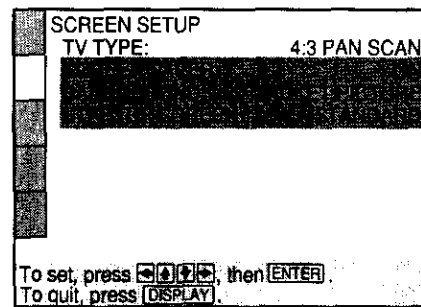 SCREEN SETUP
TV TYPE: 4:3 PAN SCAN
To set, press ←↑↓→, then ENTER.
To quit, press DISPLAY.